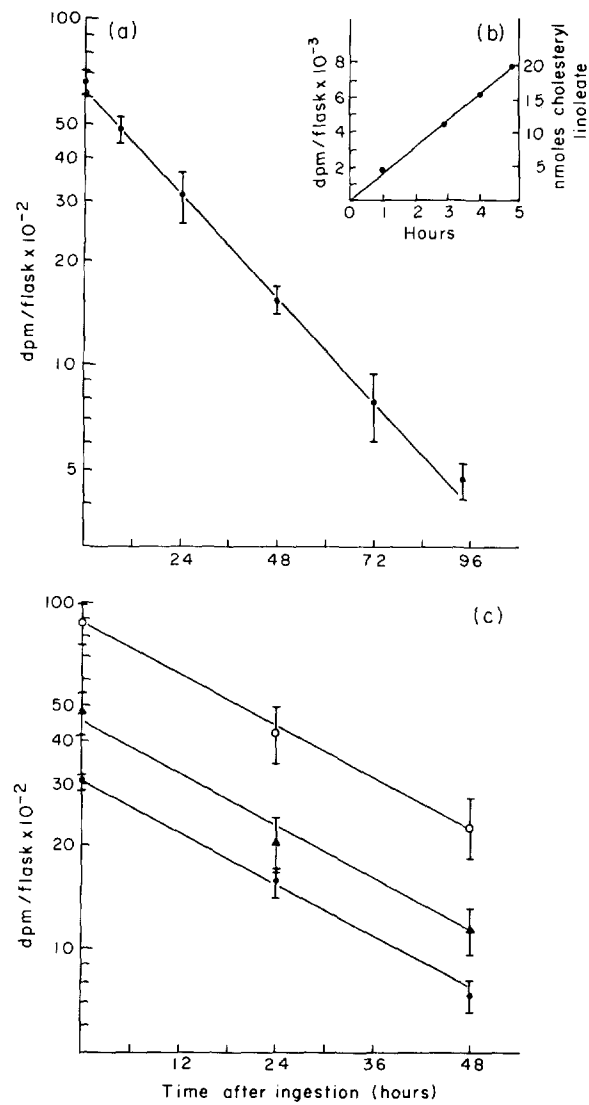 (a)
100
50
40
30
20
10
5
dpm/flask x 10⁻²
24 48 72 96
(b)
8
6
4
2
0
dpm/flask x 10⁻³
20
15
10
5
nmoles cholesteryl
linoleate
1 2 3 4 5
Hours
(c)
100
50
40
30
20
10
dpm/flask x 10⁻²
12 24 36 48
Time after ingestion (hours)